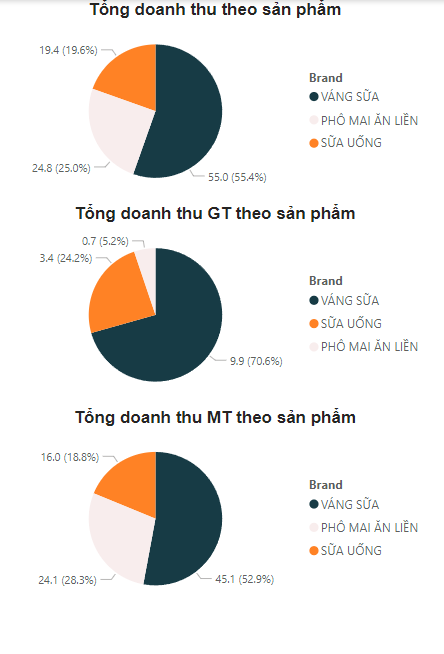 Tổng doanh thu theo sản phẩm
19.4 (19.6%)
24.8 (25.0%)
55.0 (55.4%)
Brand
VÁNG SỮA
PHÔ MAI ĂN LIỀN
SỮA UỐNG
Tổng doanh thu GT theo sản phẩm
0.7 (5.2%)
3.4 (24.2%)
9.9 (70.6%)
Brand
VÁNG SỮA
SỮA UỐNG
PHÔ MAI ĂN LIỀN
Tổng doanh thu MT theo sản phẩm
16.0 (18.8%)
24.1 (28.3%)
45.1 (52.9%)
Brand
VÁNG SỮA
PHÔ MAI ĂN LIỀN
SỮA UỐNG